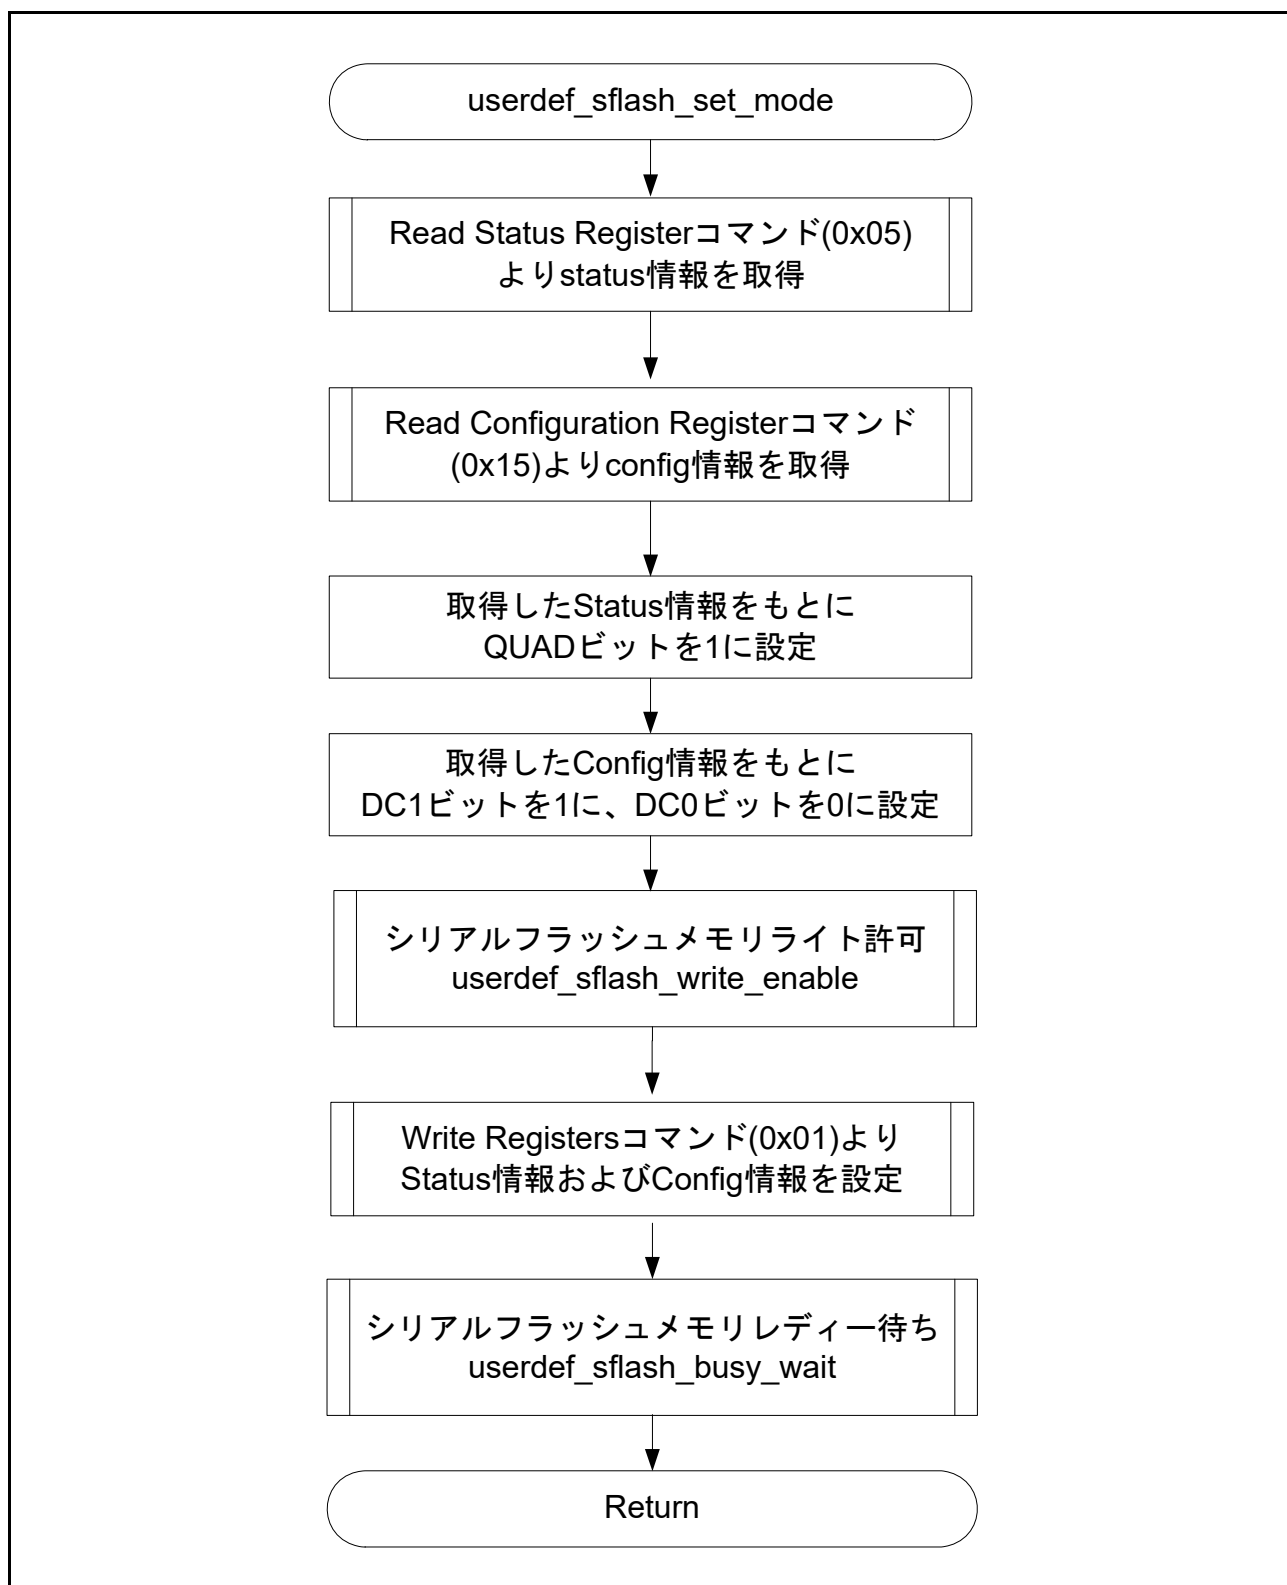 userdef_sflash_set_mode
Read Status Registerコマンド(0x05)
よりstatus情報を取得
Read Configuration Registerコマンド
(0x15)よりconfig情報を取得
取得したStatus情報をもとに
QUADビットを1に設定
取得したConfig情報をもとに
DC1ビットを1に、DC0ビットを0に設定
シリアルフラッシュメモリライト許可
userdef_sflash_write_enable
Write Registersコマンド(0x01)より
Status情報およびConfig情報を設定
シリアルフラッシュメモリレディー待ち
userdef_sflash_busy_wait
Return